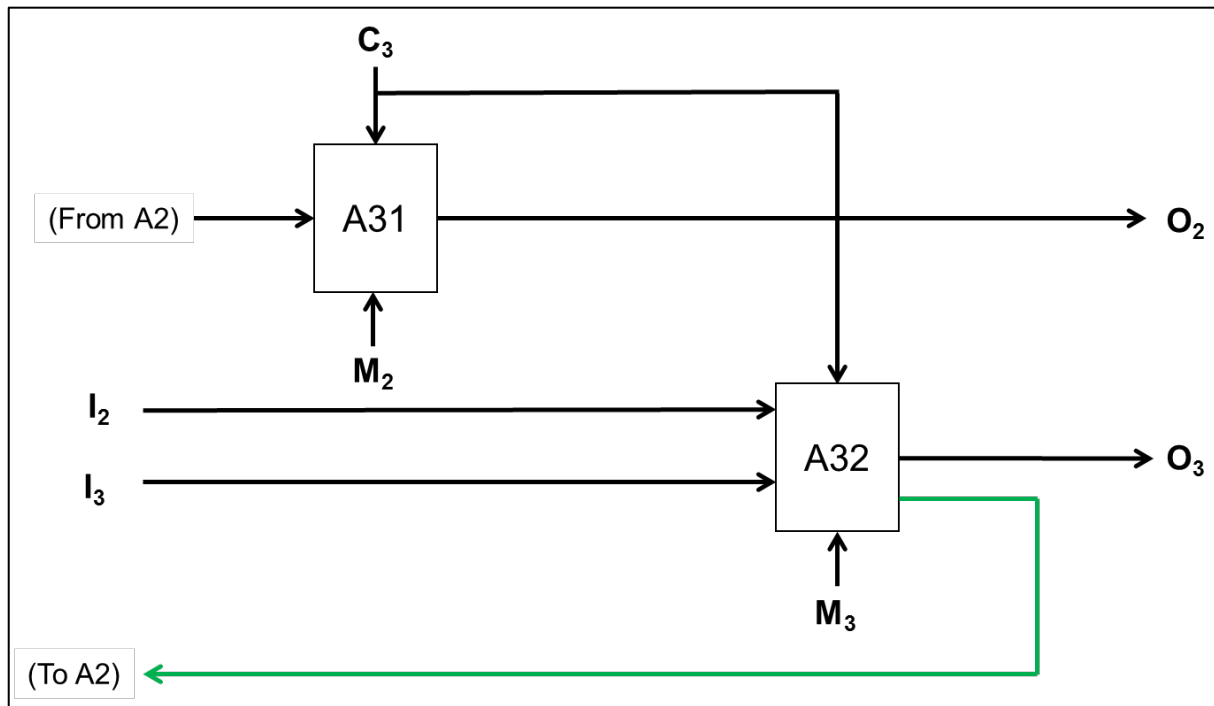 C₃
(From A2)
A31
O₂
M₂
I₂
A32
O₃
I₃
M₃
(To A2)